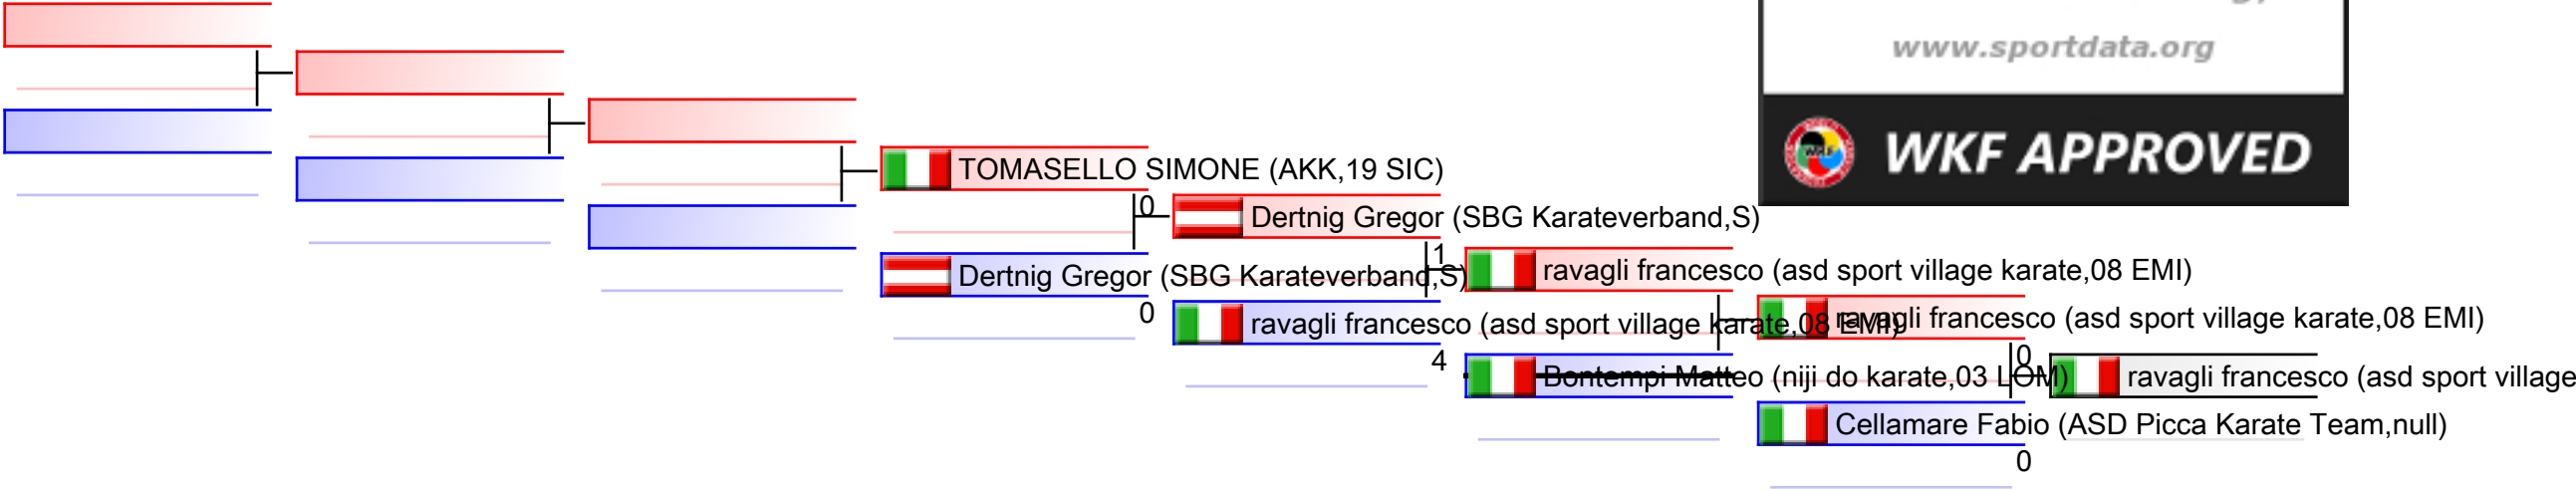 www.sportdata.org
WKF APPROVED
TOMASELLO SIMONE (AKK,19 SIC)
0
Dertnig Gregor (SBG Karateverband,S)
1
ravagli francesco (asd sport village karate,08 EMI)
Dertnig Gregor (SBG Karateverband,S)
0
ravagli francesco (asd sport village karate,08 EMI)
ravagli francesco (asd sport village karate,08 EMI)
4
0
Bontempi Matteo (niji do karate,03 LOM)
ravagli francesco (asd sport village
Cellamare Fabio (ASD Picca Karate Team,null)
0